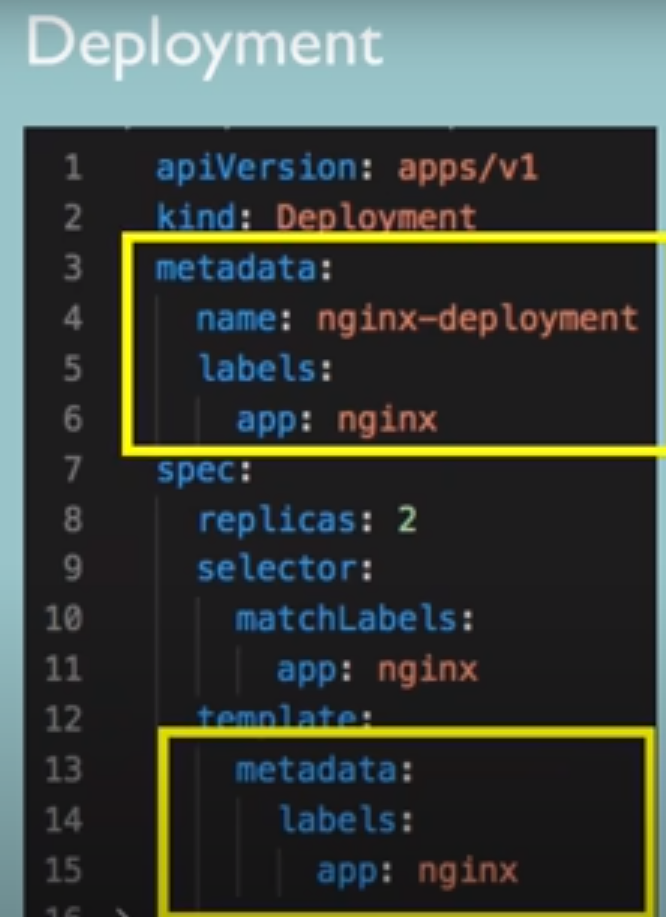 Deployment
1 apiVersion: apps/v1
2 kind: Deployment
3 metadata:
4   name: nginx-deployment
5   labels:
6     app: nginx
7 spec:
8   replicas: 2
9   selector:
10     matchLabels:
11       app: nginx
12   template:
13     metadata:
14       labels:
15         app: nginx
16